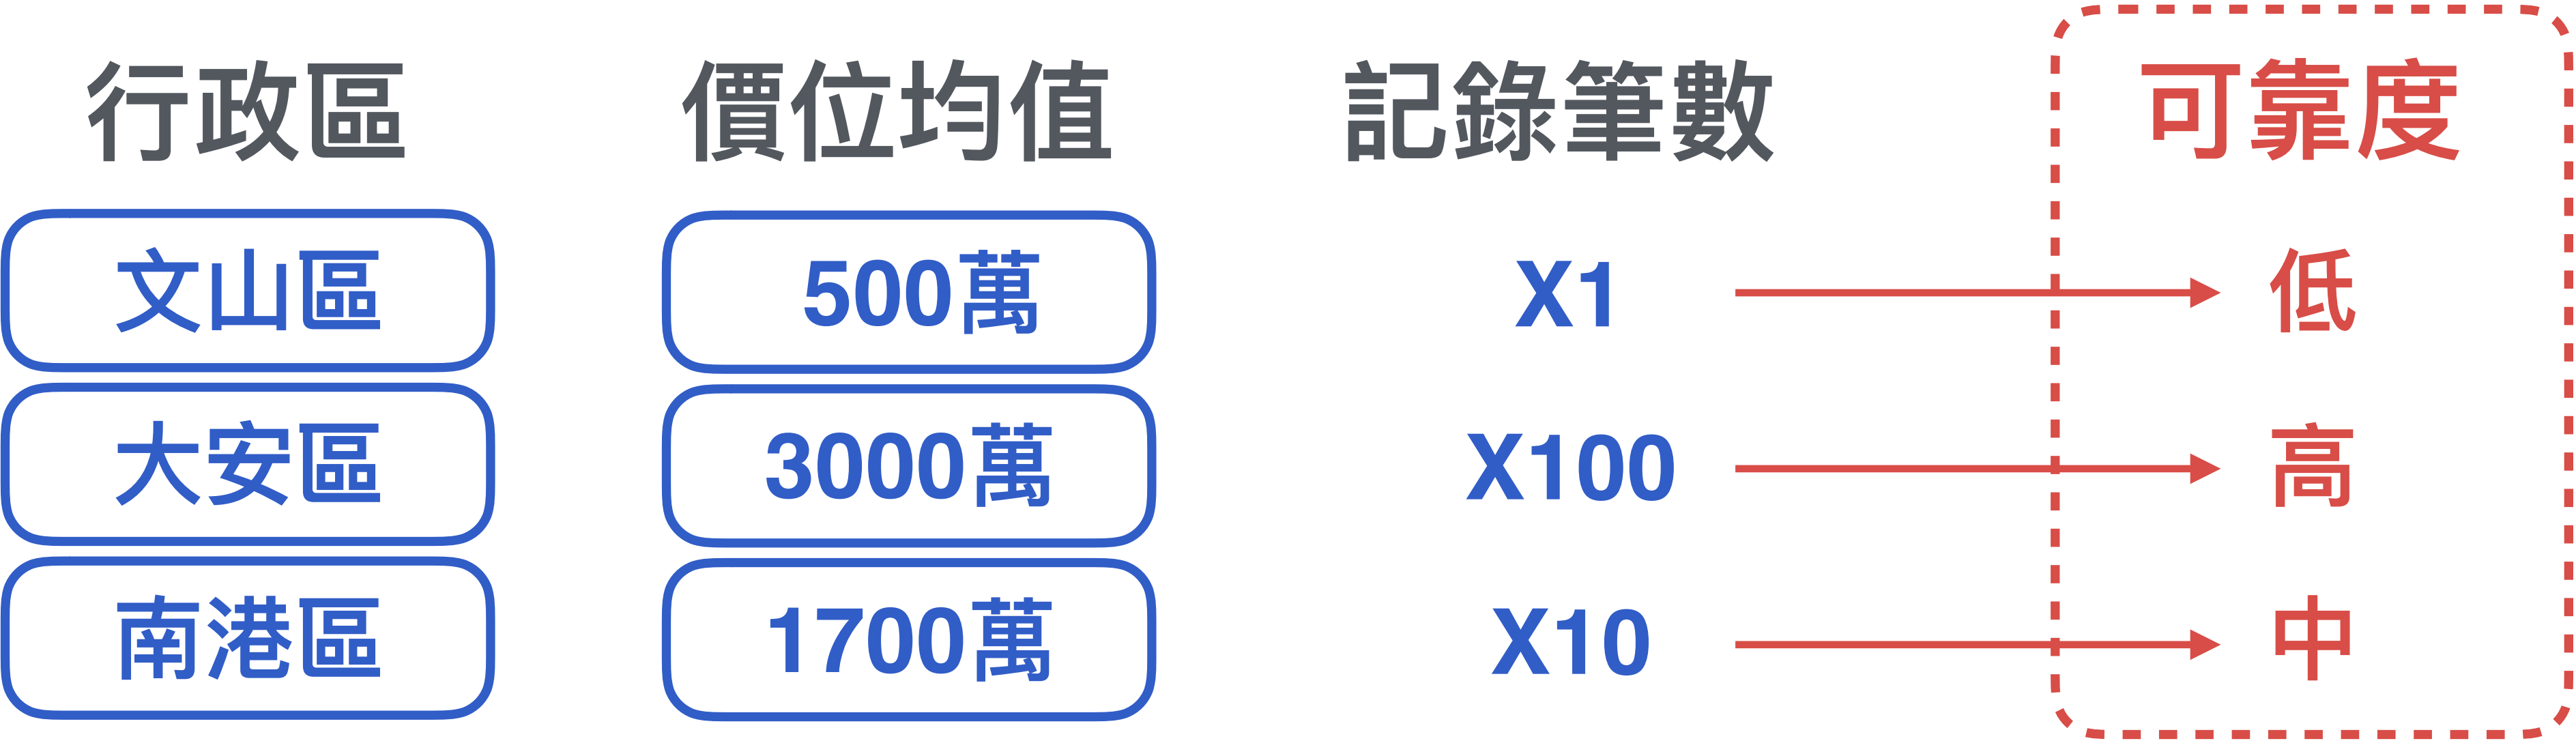 行政區 價位均值 記錄筆數 可靠度
文山區 500萬 X1 低
大安區 3000萬 X100 高
南港區 1700萬 X10 中